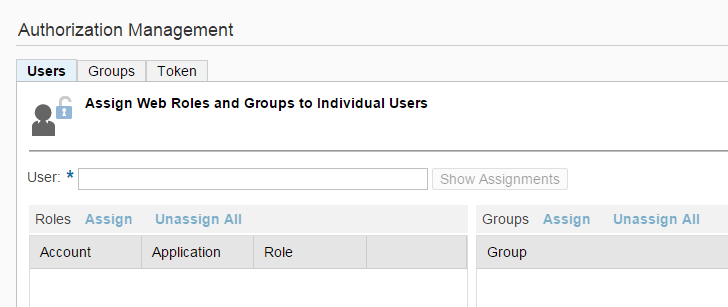 Authorization Management
Users Groups Token
Assign Web Roles and Groups to Individual Users
User: * Show Assignments
Roles Assign Unassign All Groups Assign Unassign All
Account Application Role Group